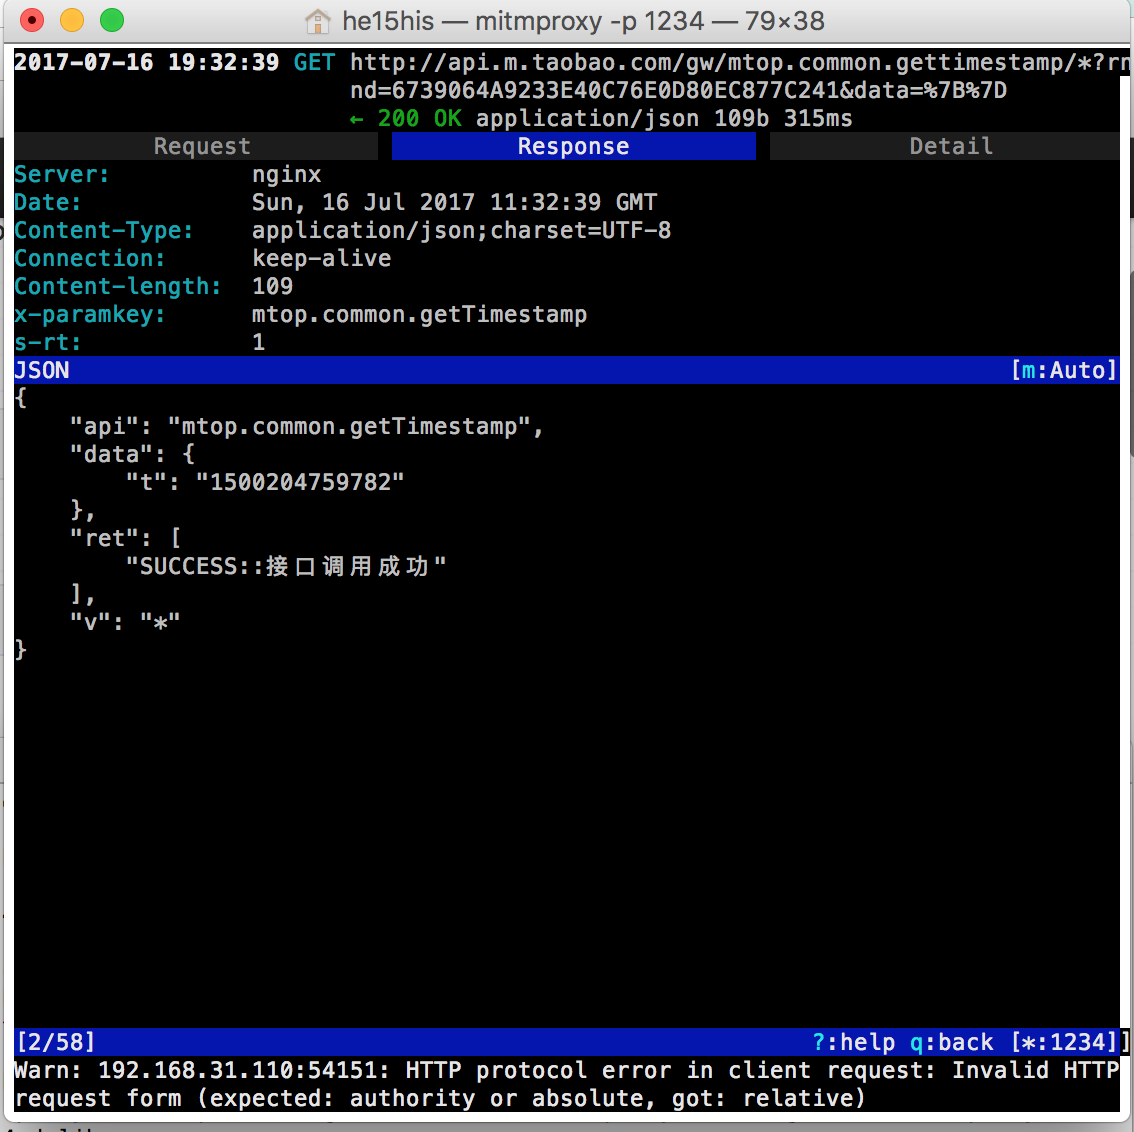 he15his — mitmproxy -p 1234 — 79×38
2017-07-16 19:32:39 GET http://api.m.taobao.com/gw/mtop.common.gettimestamp/*?rn
nd=6739064A9233E40C76E0D80EC877C241&data=%7B%7D
← 200 OK application/json 109b 315ms
Request Response Detail
Server: nginx
Date: Sun, 16 Jul 2017 11:32:39 GMT
Content-Type: application/json;charset=UTF-8
Connection: keep-alive
Content-length: 109
x-paramkey: mtop.common.getTimestamp
s-rt: 1
JSON [m:Auto]
{
"api": "mtop.common.getTimestamp",
"data": {
"t": "1500204759782"
},
"ret": [
"SUCCESS::接口调用成功"
],
"v": "*"
}
[2/58] ?:help q:back [*:1234]]
Warn: 192.168.31.110:54151: HTTP protocol error in client request: Invalid HTTP
request form (expected: authority or absolute, got: relative)